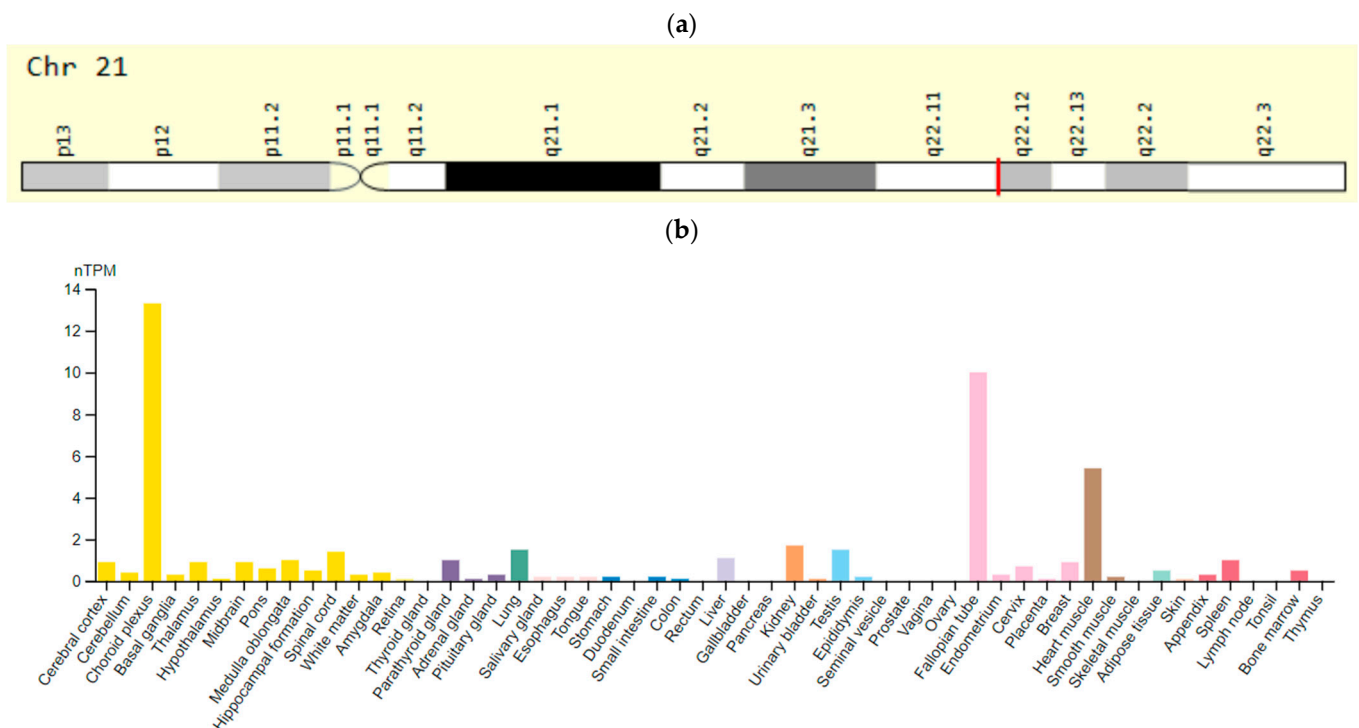 (a)
Chr 21
p13
p12
p11.2
p11.1
q11.1
q11.2
q21.1
q21.2
q21.3
q22.11
q22.12
q22.13
q22.2
q22.3
(b)
nTPM
14
12
10
8
6
4
2
0
Cerebral cortex
Cerebellum
Choroid plexus
Basal ganglia
Thalamus
Hypothalamus
Midbrain
Pons
Medulla oblongata
Hippocampal formation
Spinal cord
White matter
Amygdala
Retina
Thyroid gland
Parathyroid gland
Adrenal gland
Pituitary gland
Lung
Salivary gland
Esophagus
Tongue
Stomach
Duodenum
Small intestine
Colon
Rectum
Liver
Gallbladder
Pancreas
Kidney
Urinary bladder
Testis
Epididymis
Seminal vesicle
Prostate
Vagina
Ovary
Fallopian tube
Endometrium
Cervix
Placenta
Breast
Heart muscle
Smooth muscle
Skeletal muscle
Adipose tissue
Skin
Appendix
Spleen
Lymph node
Tonsil
Bone marrow
Thymus